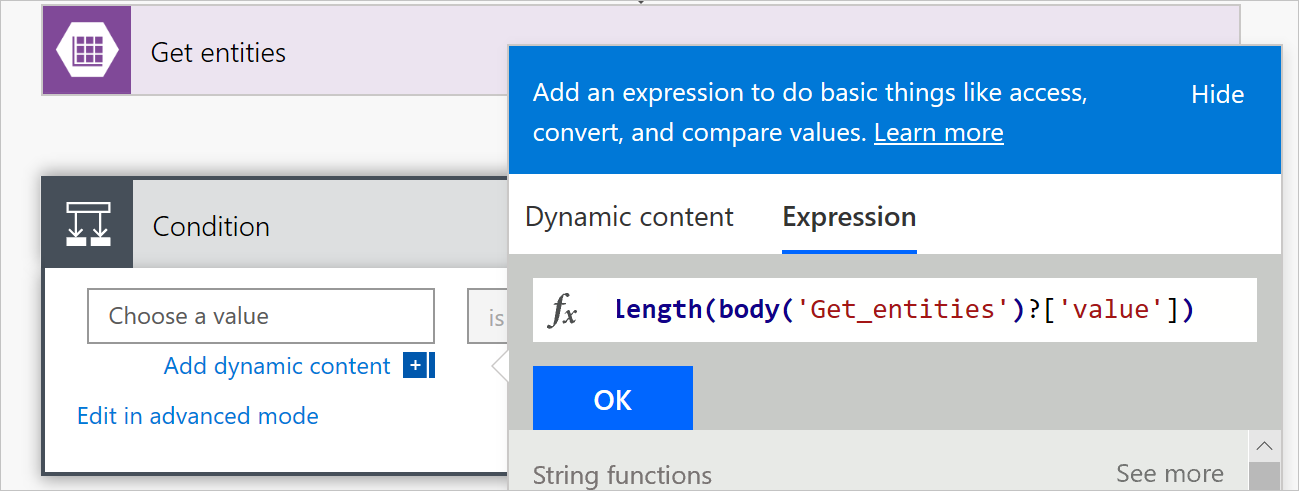 Get entities
Add an expression to do basic things like access,
convert, and compare values. Learn more
Hide
Condition
Dynamic content
Expression
Choose a value
is
fx length(body('Get_entities')?['value'])
Add dynamic content
Edit in advanced mode
OK
String functions
See more